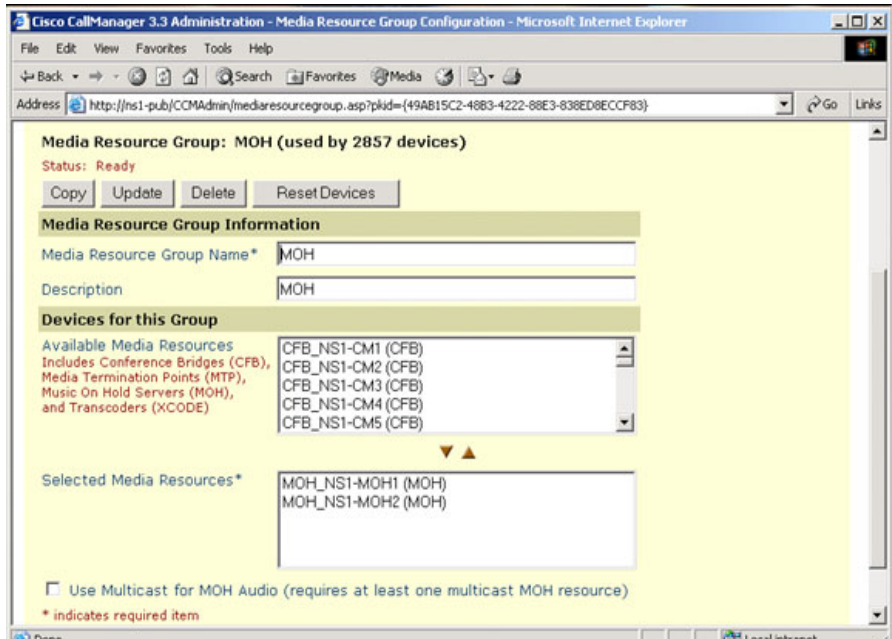 Cisco CallManager 3.3 Administration - Media Resource Group Configuration - Microsoft Internet Explorer
File Edit View Favorites Tools Help
Back Search Favorites Media
Address http://ns1-pub/CCMAdmin/mediaresourcegroup.asp?pkid={49AB15C2-48B3-4222-88E3-838ED8ECCF83} Go Links
Media Resource Group: MOH (used by 2857 devices)
Status: Ready
Copy Update Delete Reset Devices
Media Resource Group Information
Media Resource Group Name* MOH
Description MOH
Devices for this Group
Available Media Resources
Includes Conference Bridges (CFB),
Media Termination Points (MTP),
Music On Hold Servers (MOH),
and Transcoders (XCODE)
CFB_NS1-CM1 (CFB)
CFB_NS1-CM2 (CFB)
CFB_NS1-CM3 (CFB)
CFB_NS1-CM4 (CFB)
CFB_NS1-CM5 (CFB)
Selected Media Resources*
MOH_NS1-MOH1 (MOH)
MOH_NS1-MOH2 (MOH)
Use Multicast for MOH Audio (requires at least one multicast MOH resource)
* indicates required item
Done Local intranet